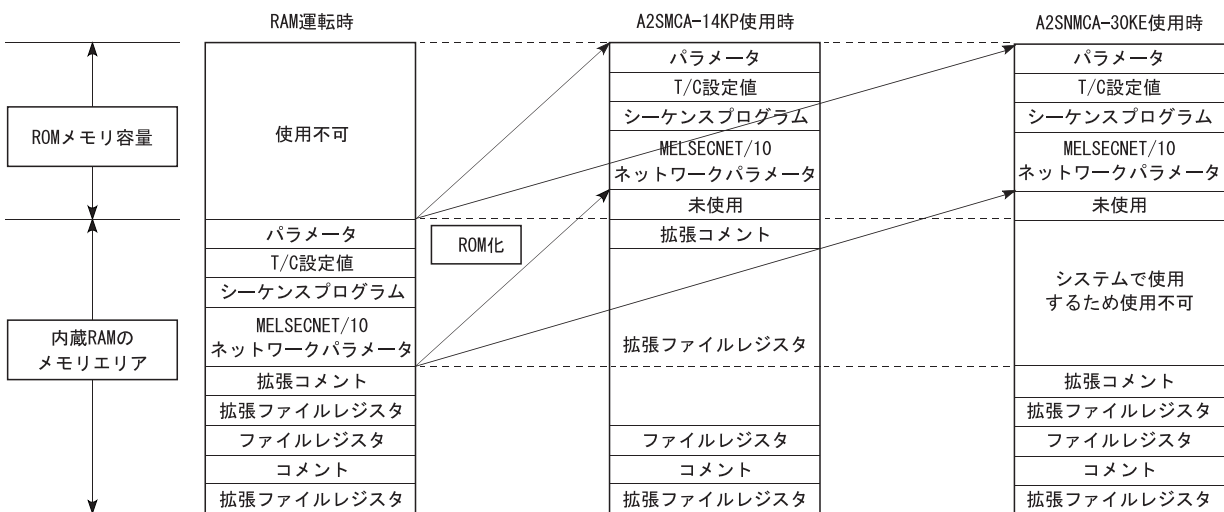 RAM運転時
A2SMCA-14KP使用時
A2SNMCA-30KE使用時
ROMメモリ容量
内蔵RAMの
メモリエリア
使用不可
パラメータ
T/C設定値
シーケンスプログラム
MELSECNET/10
ネットワークパラメータ
拡張コメント
拡張ファイルレジスタ
ファイルレジスタ
コメント
拡張ファイルレジスタ
ROM化
パラメータ
T/C設定値
シーケンスプログラム
MELSECNET/10
ネットワークパラメータ
未使用
拡張コメント
拡張ファイルレジスタ
ファイルレジスタ
コメント
拡張ファイルレジスタ
パラメータ
T/C設定値
シーケンスプログラム
MELSECNET/10
ネットワークパラメータ
未使用
システムで使用
するため使用不可
拡張コメント
拡張ファイルレジスタ
ファイルレジスタ
コメント
拡張ファイルレジスタ